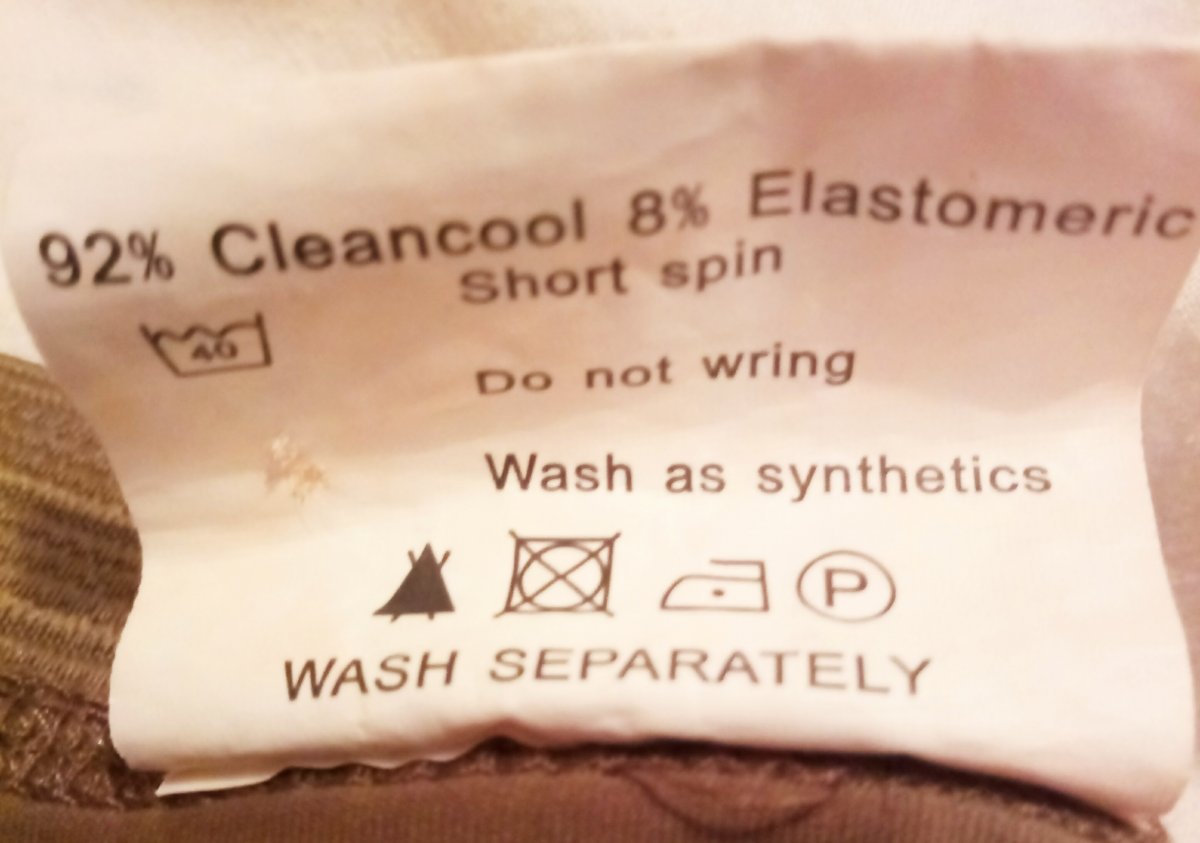 92% Cleancool 8% Elastomeric
Short spin
40
Do not wring
Wash as synthetics
P
WASH SEPARATELY